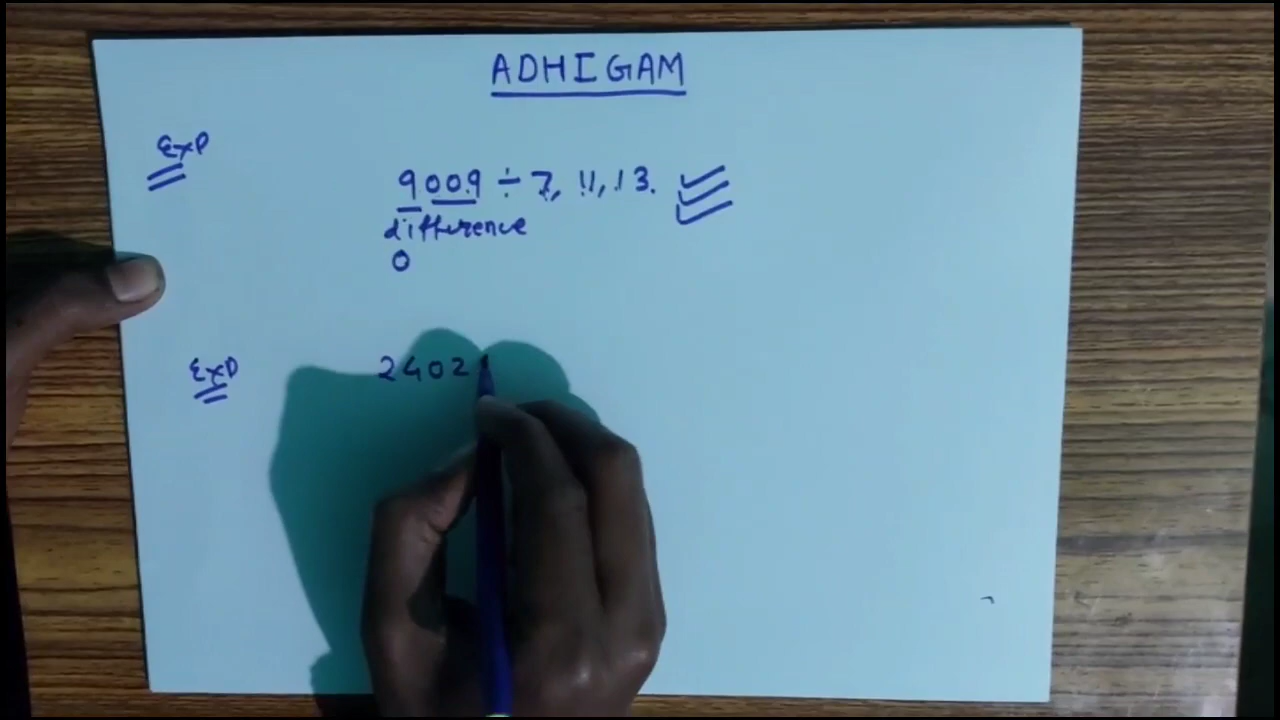 ADHIGAM
Exp
9009 ÷ 7, 11, 13.
difference
0
Exp
2402